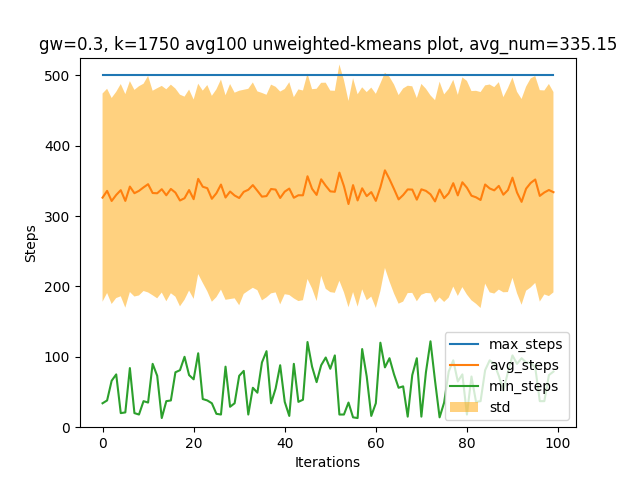 gw=0.3, k=1750 avg100 unweighted-kmeans plot, avg_num=335.15
500
400
300
200
100
0
Steps
max_steps
avg_steps
min_steps
std
0
20
40
60
80
100
Iterations